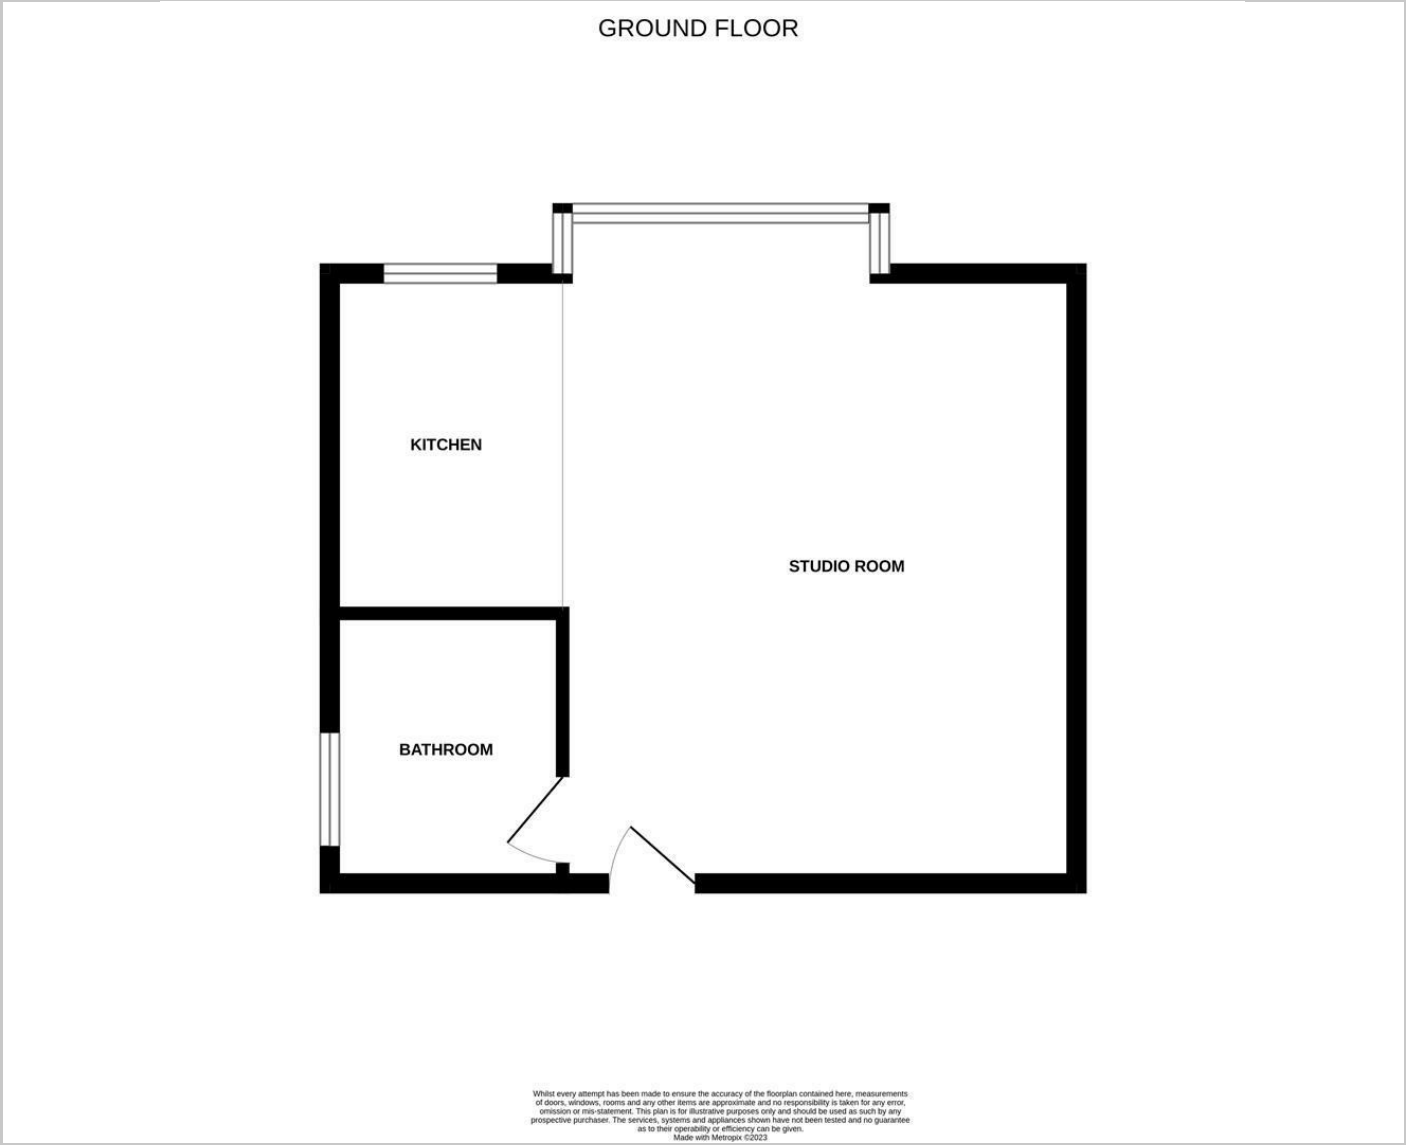 GROUND FLOOR
KITCHEN
STUDIO ROOM
BATHROOM
Whilst every attempt has been made to ensure the accuracy of the floorplan contained here, measurements
of doors, windows, rooms and any other items are approximate and no responsibility is taken for any error,
omission or mis-statement. This plan is for illustrative purposes only and should be used as such by any
prospective purchaser. The services, systems and appliances shown have not been tested and no guarantee
as to their operability or efficiency can be given.
Made with Metropix ©2023